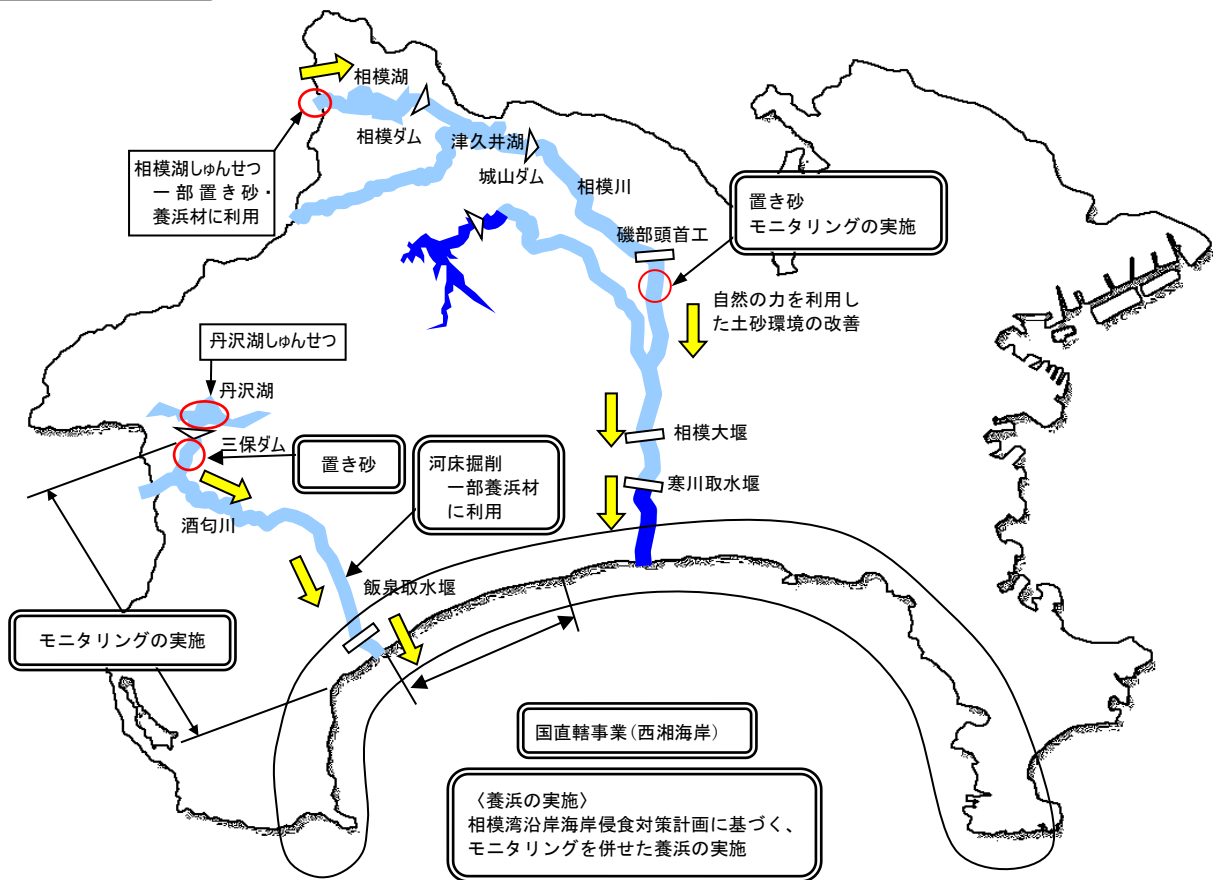 相模湖
相模ダム
津久井湖
城山ダム
相模川
相模湖しゅんせつ
一部置き砂・
養浜材に利用
磯部頭首工
置き砂
モニタリングの実施
自然の力を利用し
た土砂環境の改善
丹沢湖しゅんせつ
丹沢湖
三保ダム
置き砂
河床掘削
一部養浜材
に利用
相模大堰
寒川取水堰
酒匂川
飯泉取水堰
モニタリングの実施
国直轄事業(西湘海岸)
〈養浜の実施〉
相模湾沿岸海岸侵食対策計画に基づく、
モニタリングを併せた養浜の実施